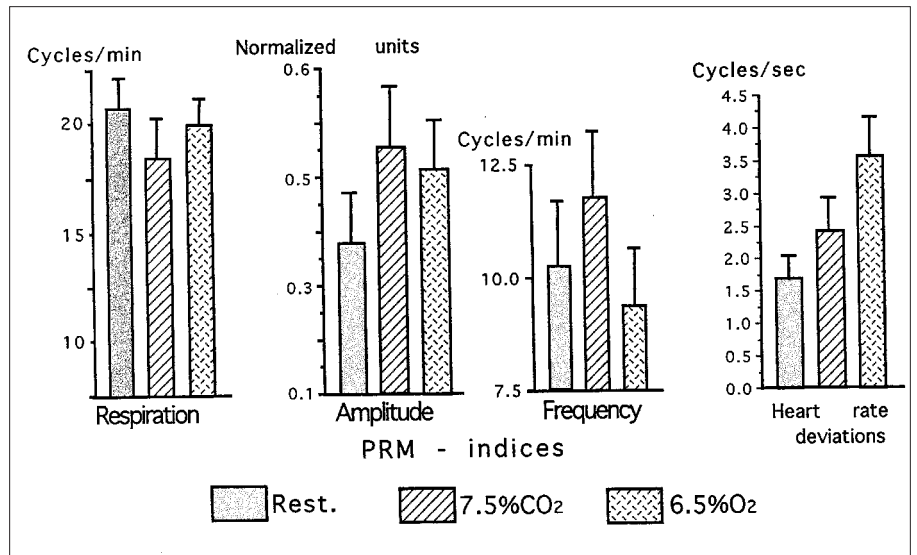 Cycles/min
20
15
10
Respiration
Normalized units
0.6
0.5
0.3
0.1
Amplitude
Cycles/min
12.5
10.0
7.5
Frequency
Cycles/sec
4.5
4.0
3.5
3.0
2.5
2.0
1.5
1.0
0.5
0.0
Heart rate
deviations
PRM - indices
Rest. 7.5%CO₂ 6.5%O₂